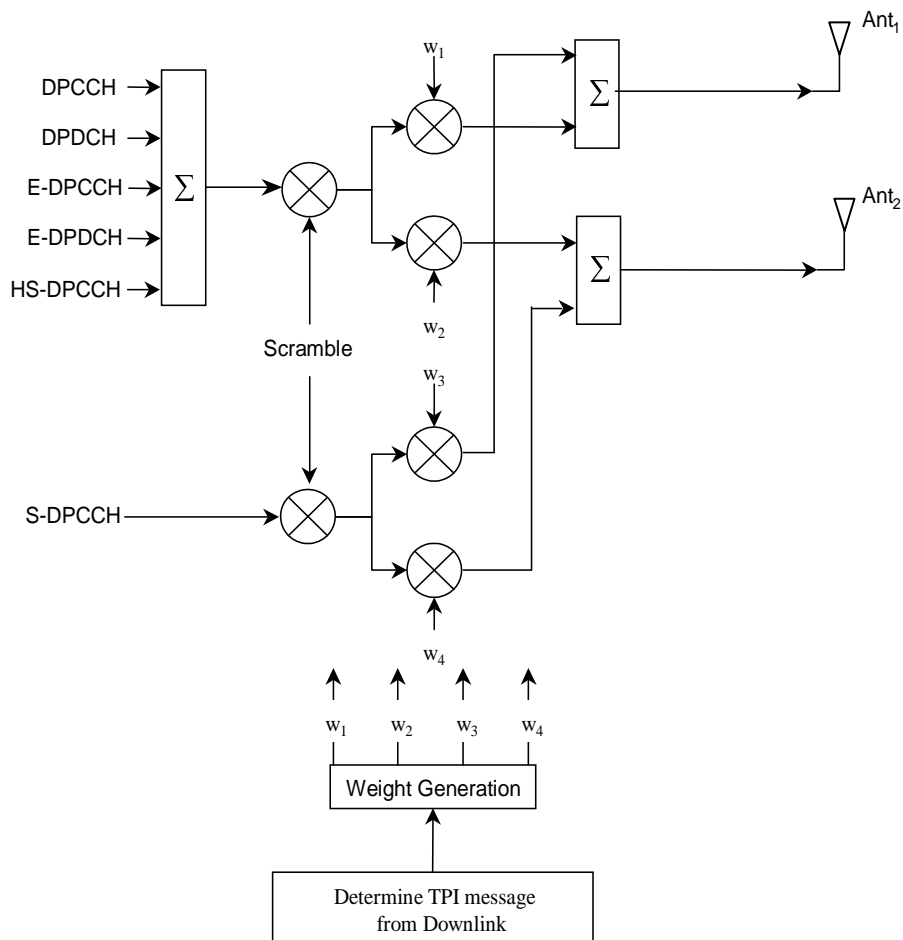 Ant1
w1
DPCCH
Σ
DPDCH
E-DPCCH
Σ
Ant2
E-DPDCH
Σ
HS-DPCCH
w2
Scramble
w3
S-DPCCH
w4
w1 w2 w3 w4
Weight Generation
Determine TPI message
from Downlink